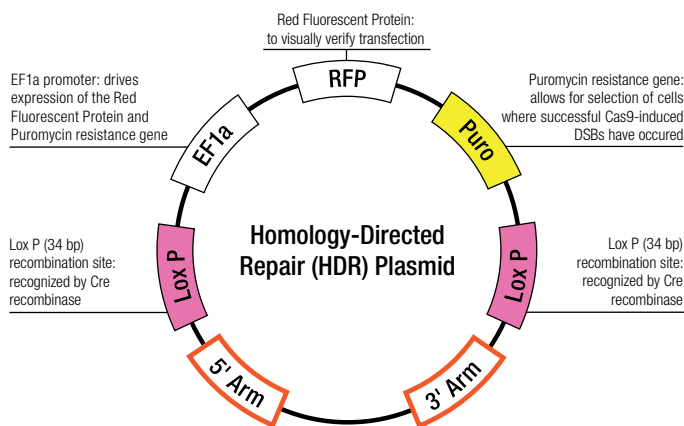 Red Fluorescent Protein:
to visually verify transfection
RFP
EF1a promoter: drives
expression of the Red
Fluorescent Protein and
Puromycin resistance gene
EF1a
Puromycin resistance gene:
allows for selection of cells
where successful Cas9-induced
DSBs have occured
Puro
Homology-Directed
Repair (HDR) Plasmid
Lox P (34 bp)
recombination site:
recognized by Cre
recombinase
Lox P
Lox P
Lox P (34 bp)
recombination site:
recognized by Cre
recombinase
5' Arm
3' Arm